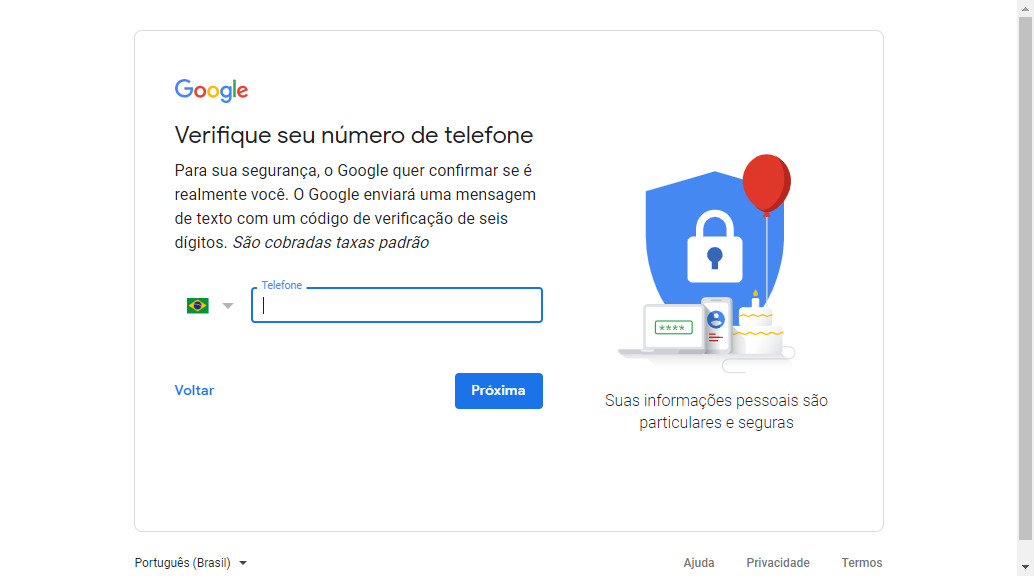 Google
Verifique seu número de telefone
Para sua segurança, o Google quer confirmar se é
realmente você. O Google enviará uma mensagem
de texto com um código de verificação de seis
dígitos. São cobradas taxas padrão
Telefone
Voltar
Próxima
****
Suas informações pessoais são
particulares e seguras
Português (Brasil)
Ajuda
Privacidade
Termos